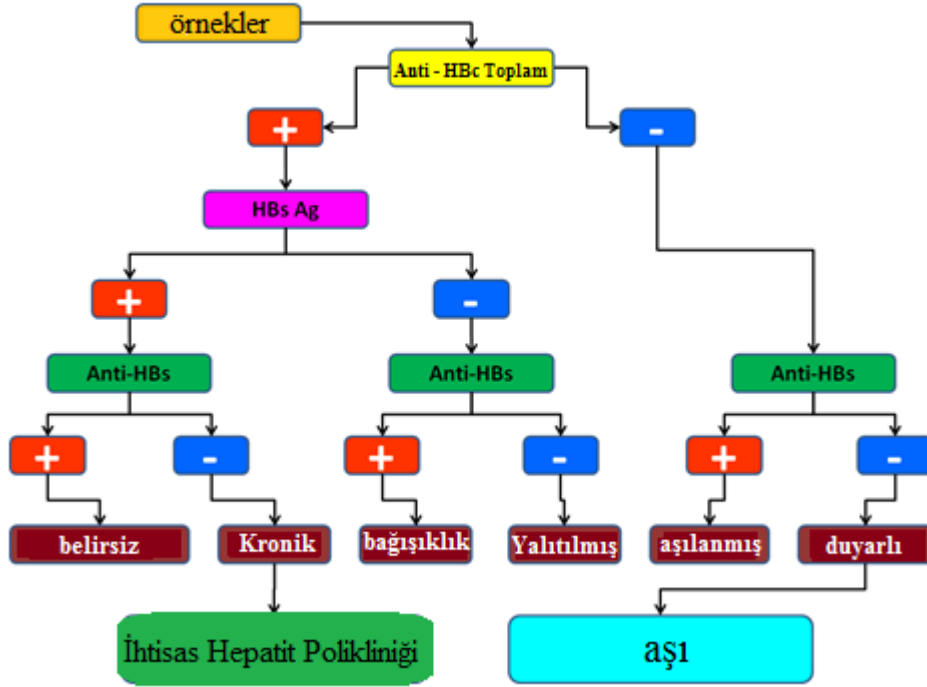 örnekler
Anti - HBc Toplam
+
-
HBs Ag
+
-
Anti-HBs
Anti-HBs
Anti-HBs
+
-
+
-
+
-
belirsiz
Kronik
bağışıklık
Yalıtılmış
aşılanmış
duyarlı
İhtisas Hepatit Polikliniği
aşı